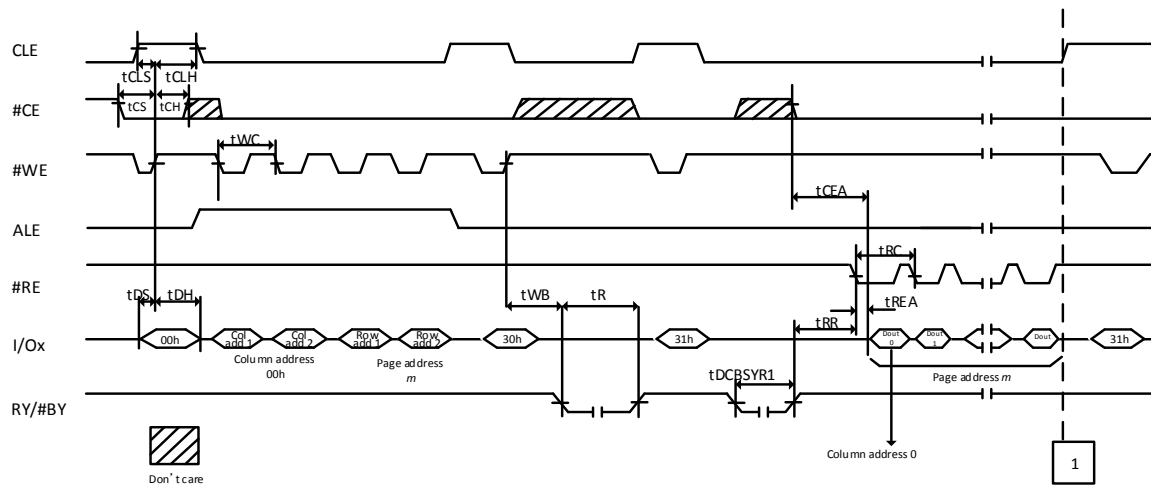 CLE
tCLS tCLH
#CE
tCS tCH
tWC
#WE
tCEA
ALE
tRC
#RE
tDS tDH
tWB tR
tREA
tRR
I/Ox
00h
Col add 1
Col add 2
Row add 1
Row add 2
30h
31h
Dout 0
Dout 1
Dout
31h
Column address 00h
Page address m
tDCBSYR1
Page address m
RY/#BY
Column address 0
1
Don't care